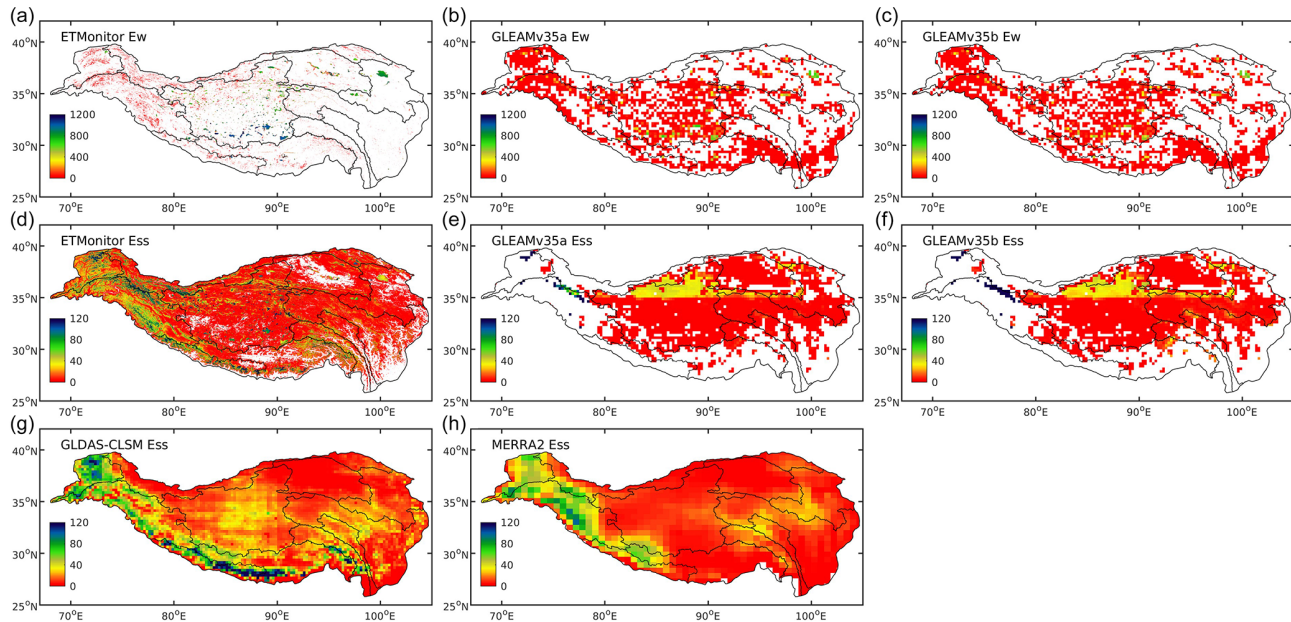 (a)
ETMonitor Ew
40°N
35°N
30°N
25°N
1200
800
400
0
70°E
80°E
90°E
100°E
(b)
GLEAMv35a Ew
40°N
35°N
30°N
25°N
1200
800
400
0
70°E
80°E
90°E
100°E
(c)
GLEAMv35b Ew
40°N
35°N
30°N
25°N
1200
800
400
0
70°E
80°E
90°E
100°E
(d)
ETMonitor Ess
40°N
35°N
30°N
25°N
120
80
40
0
70°E
80°E
90°E
100°E
(e)
GLEAMv35a Ess
40°N
35°N
30°N
25°N
120
80
40
0
70°E
80°E
90°E
100°E
(f)
GLEAMv35b Ess
40°N
35°N
30°N
25°N
120
80
40
0
70°E
80°E
90°E
100°E
(g)
GLDAS-CLSM Ess
40°N
35°N
30°N
25°N
120
80
40
0
70°E
80°E
90°E
100°E
(h)
MERRA2 Ess
40°N
35°N
30°N
25°N
120
80
40
0
70°E
80°E
90°E
100°E